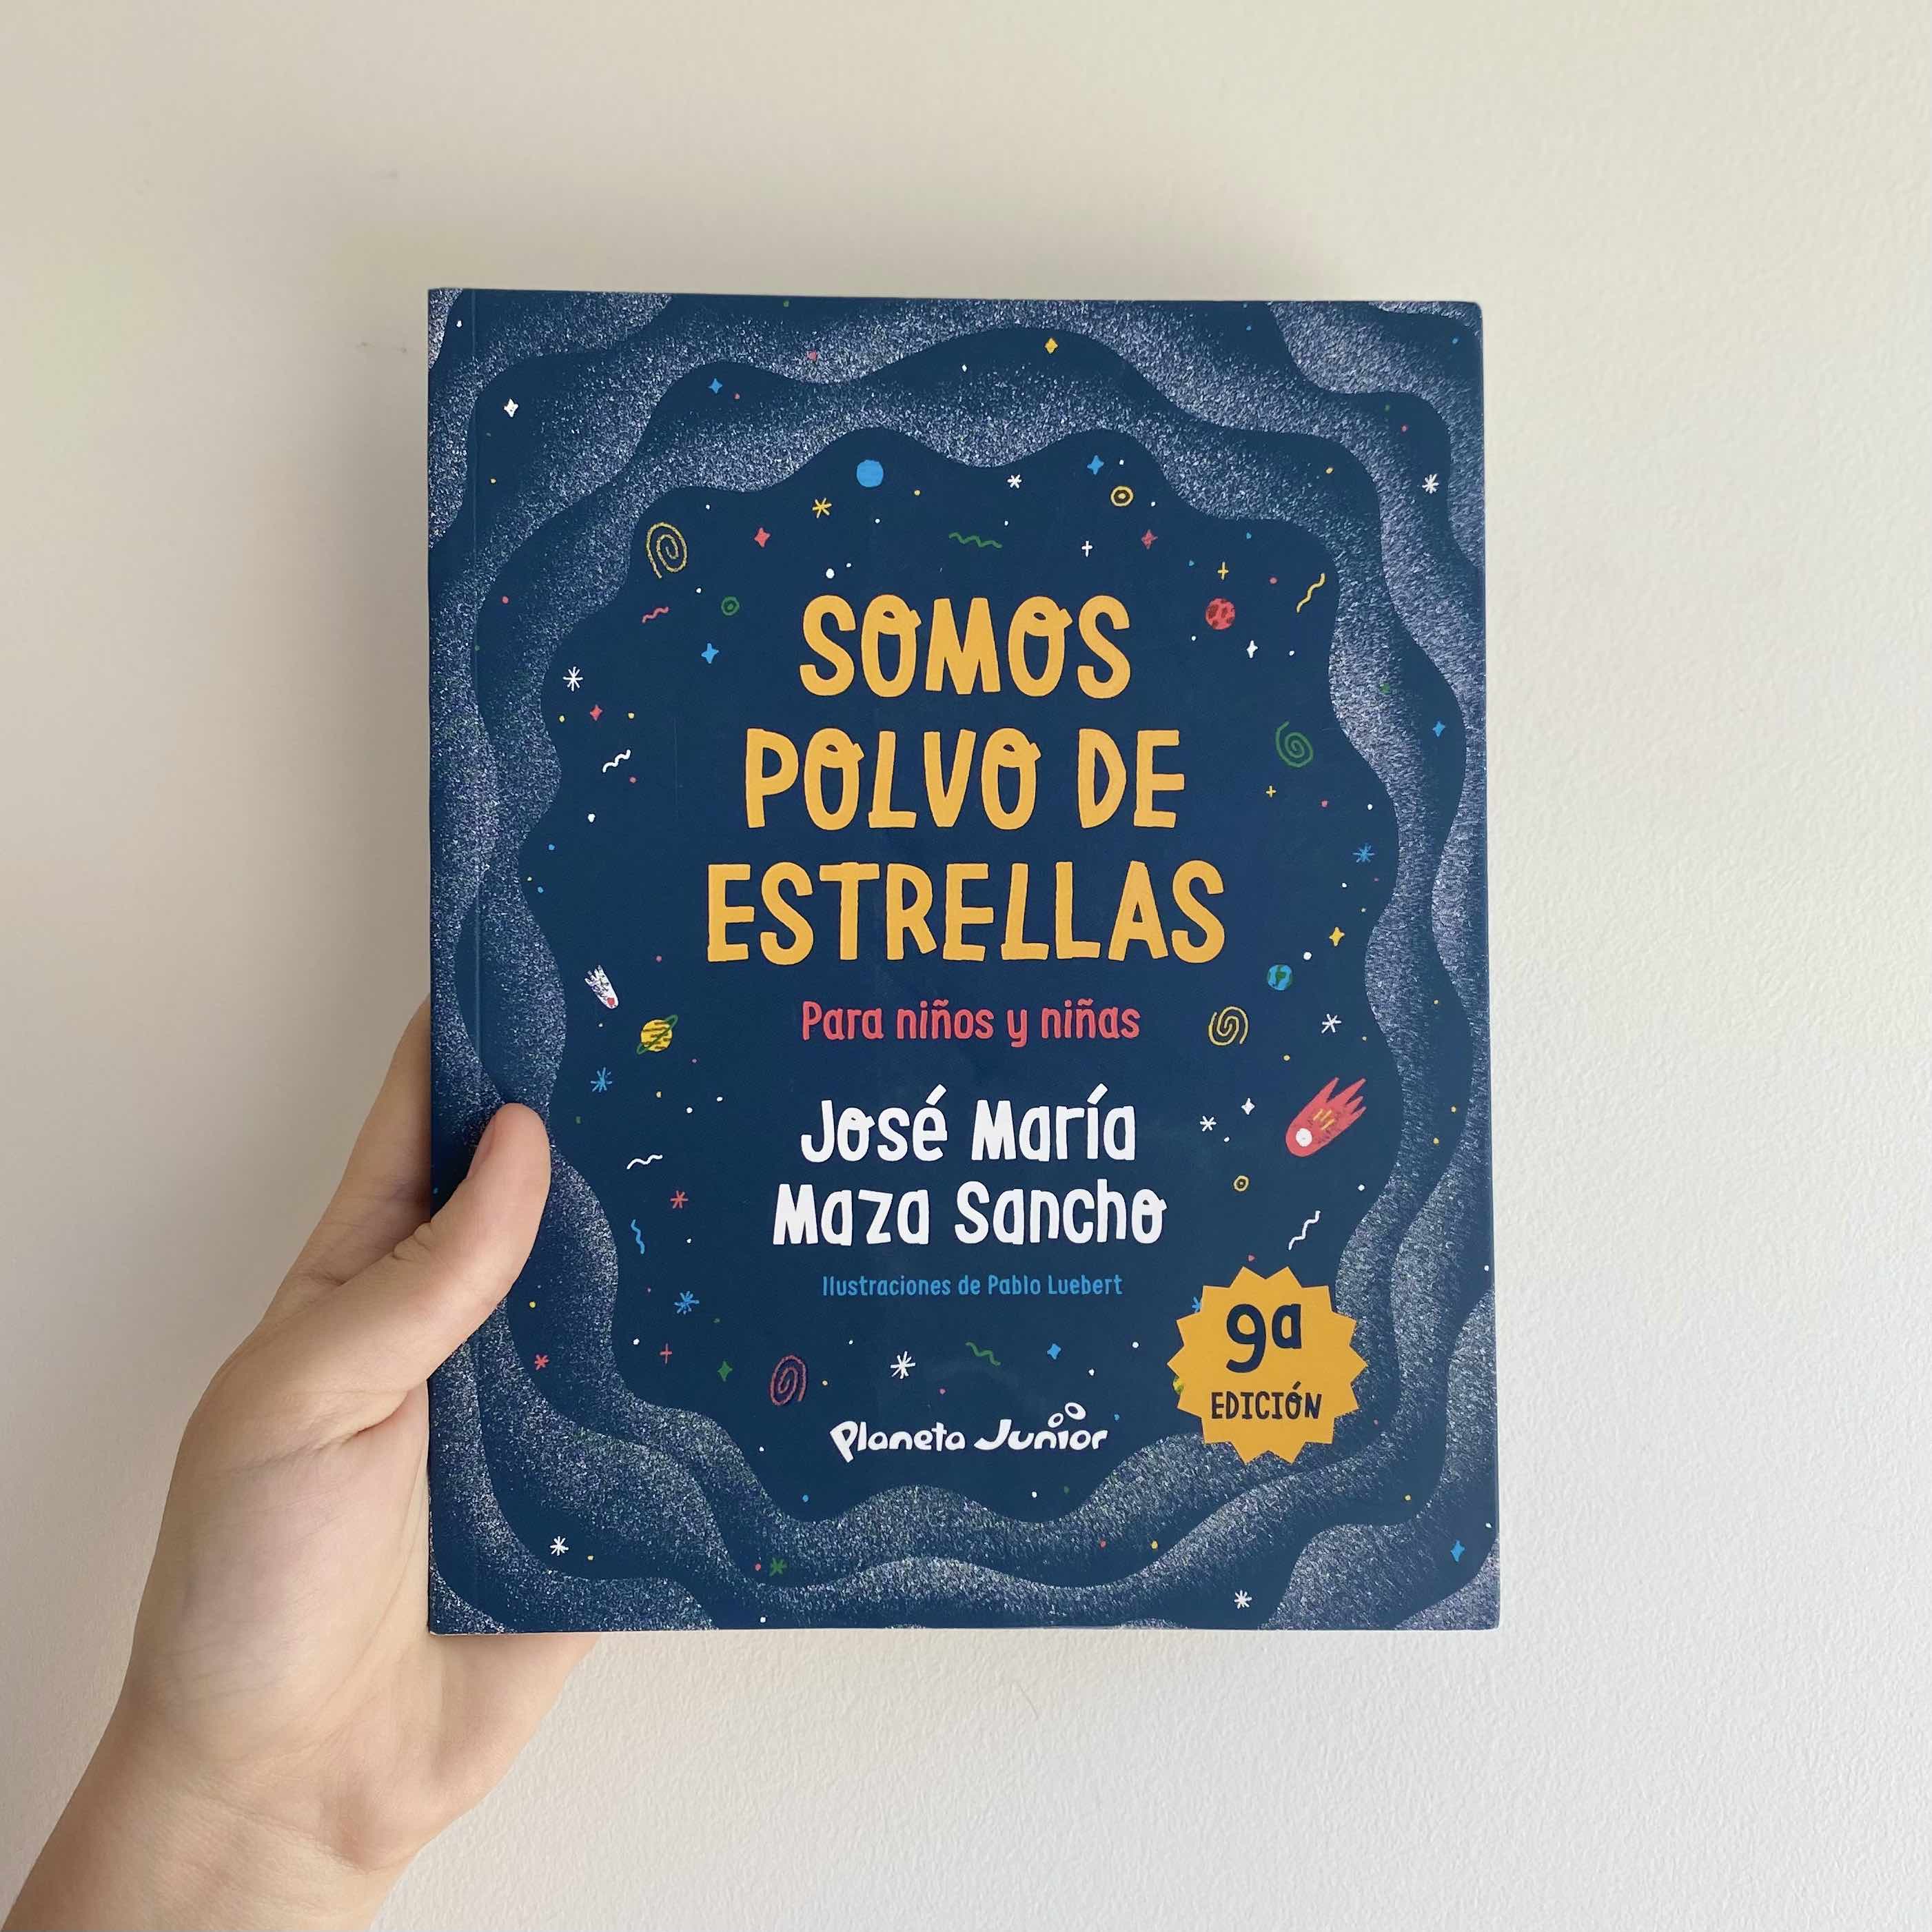 SOMOS
POLVO DE
ESTRELLAS
Para niños y niñas
José María
Maza Sancho
Ilustraciones de Pablo Luebert
9a
EDICIÓN
Planeta Junior